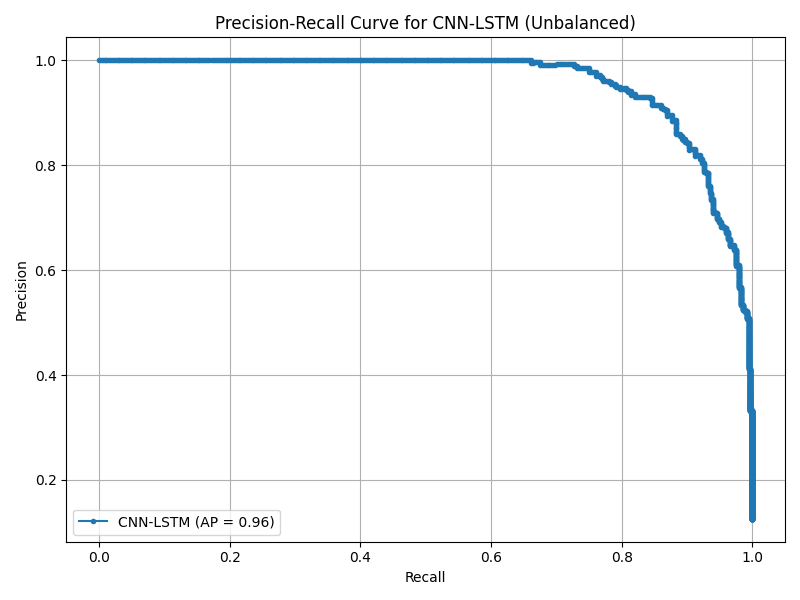 Precision-Recall Curve for CNN-LSTM (Unbalanced)
1.0
0.8
0.6
0.4
0.2
Precision
CNN-LSTM (AP = 0.96)
0.0 0.2 0.4 0.6 0.8 1.0
Recall